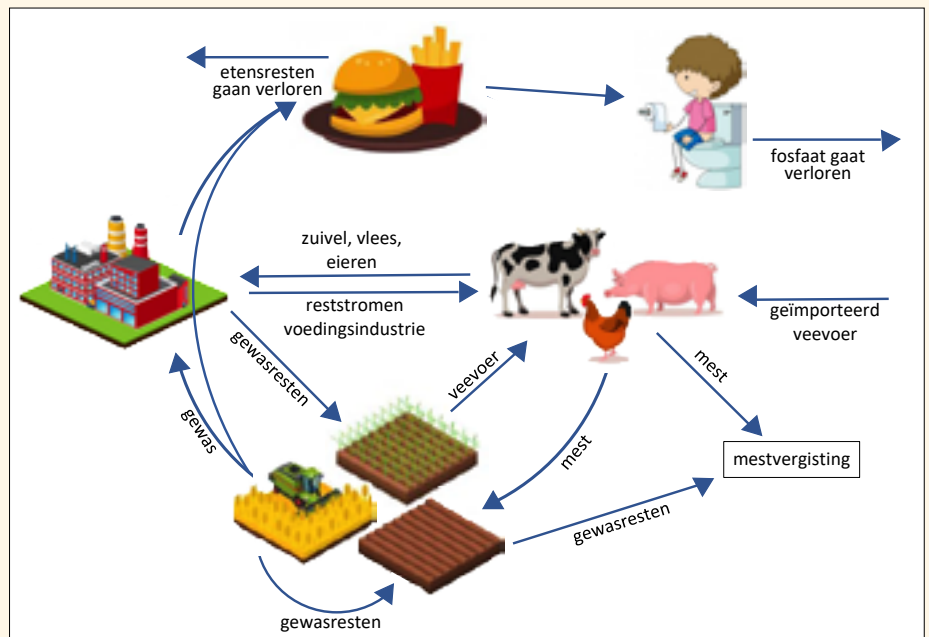 etensresten
gaan verloren
fosfaat gaat
verloren
zuivel, vlees,
eieren
reststromen
voedingsindustrie
geïmporteerd
veevoer
gewasresten
veevoer
mest
gewas
mest
mestvergisting
gewasresten
gewasresten